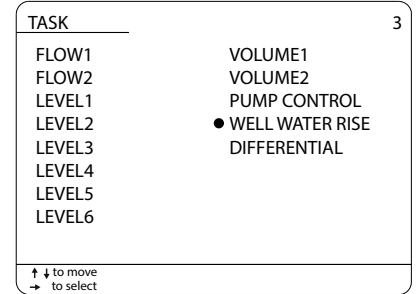 TASK 3
FLOW1
FLOW2
LEVEL1
LEVEL2
LEVEL3
LEVEL4
LEVEL5
LEVEL6
VOLUME1
VOLUME2
PUMP CONTROL
● WELL WATER RISE
DIFFERENTIAL
↑ ↓ to move
→ to select